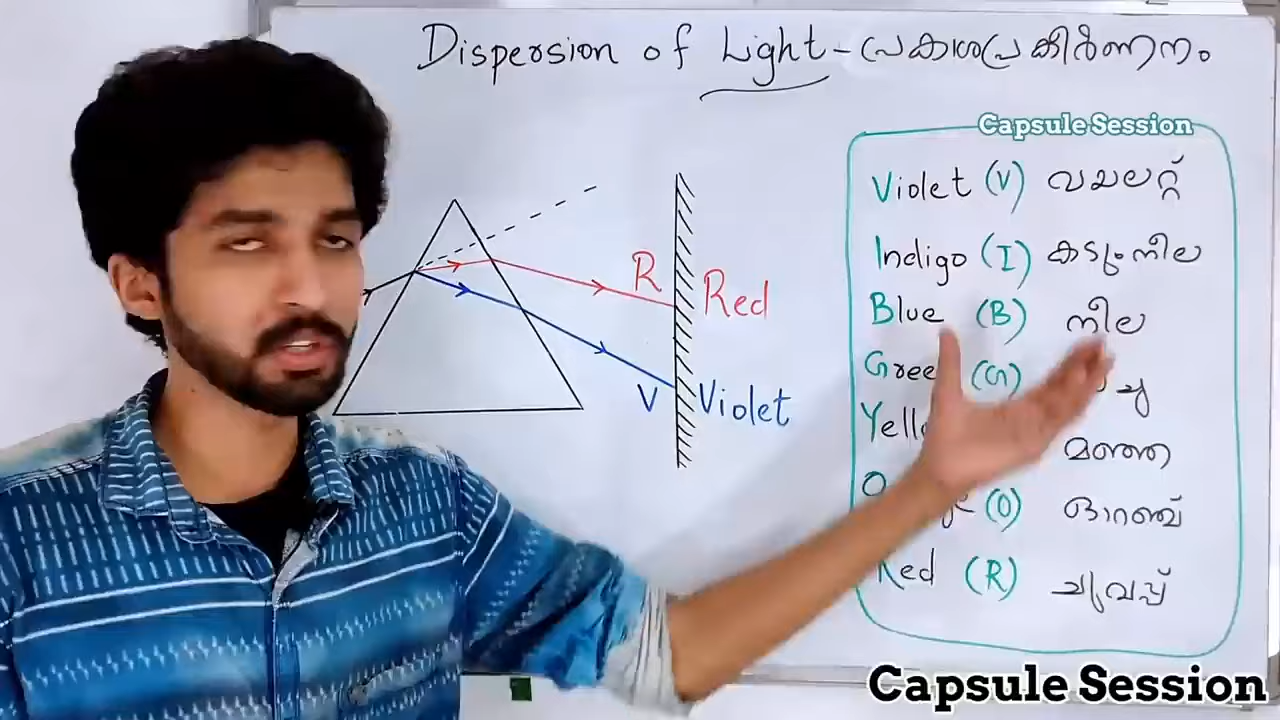 Dispersion of Light - പ്രകാശപ്രകീർണനം
Capsule Session
Violet (V) വയലറ്റ്
Indigo (I) കടുംനീല
Blue (B) നീല
(G)
മഞ്ഞ
(O) ഓറഞ്ച്
Red (R) ചുവപ്പ്
R Red
V Violet
Capsule Session